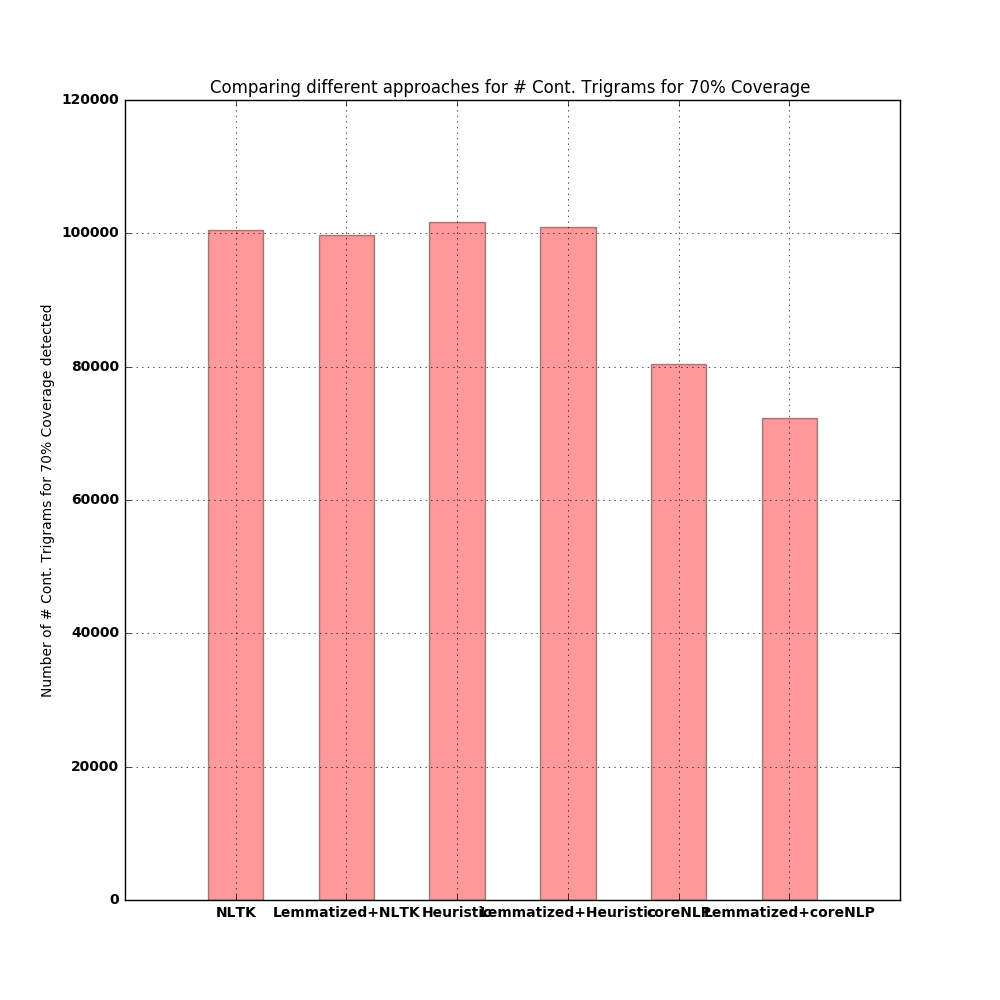 Comparing different approaches for # Cont. Trigrams for 70% Coverage
120000
100000
80000
60000
40000
20000
0
Number of # Cont. Trigrams for 70% Coverage detected
NLTK Lemmatized+NLTK Heuristic Lemmatized+Heuristic coreNLP Lemmatized+coreNLP